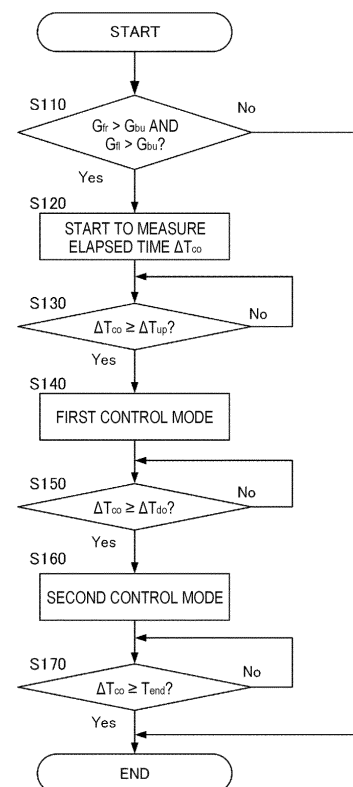 START
S110
No
Gfr > Gbu AND
Gfl > Gbu?
Yes
S120
START TO MEASURE
ELAPSED TIME ΔTco
S130
ΔTco ≥ ΔTup?
No
Yes
S140
FIRST CONTROL MODE
S150
No
ΔTco ≥ ΔTdo?
Yes
S160
SECOND CONTROL MODE
S170
No
ΔTco ≥ Tend?
Yes
END